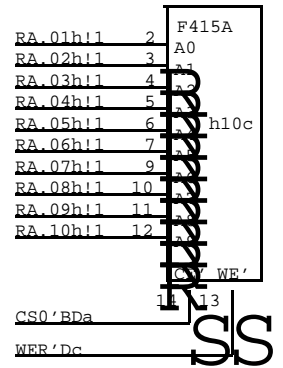 F415A
RA.01h!1 2 A0
RA.02h!1 3 A1
RA.03h!1 4
RA.04h!1 5
RA.05h!1 6 h10c
RA.06h!1 7
RA.07h!1 9
RA.08h!1 10
RA.09h!1 11
RA.10h!1 12
WE'
14 13
CS0'BDa
WER'Dc
SS